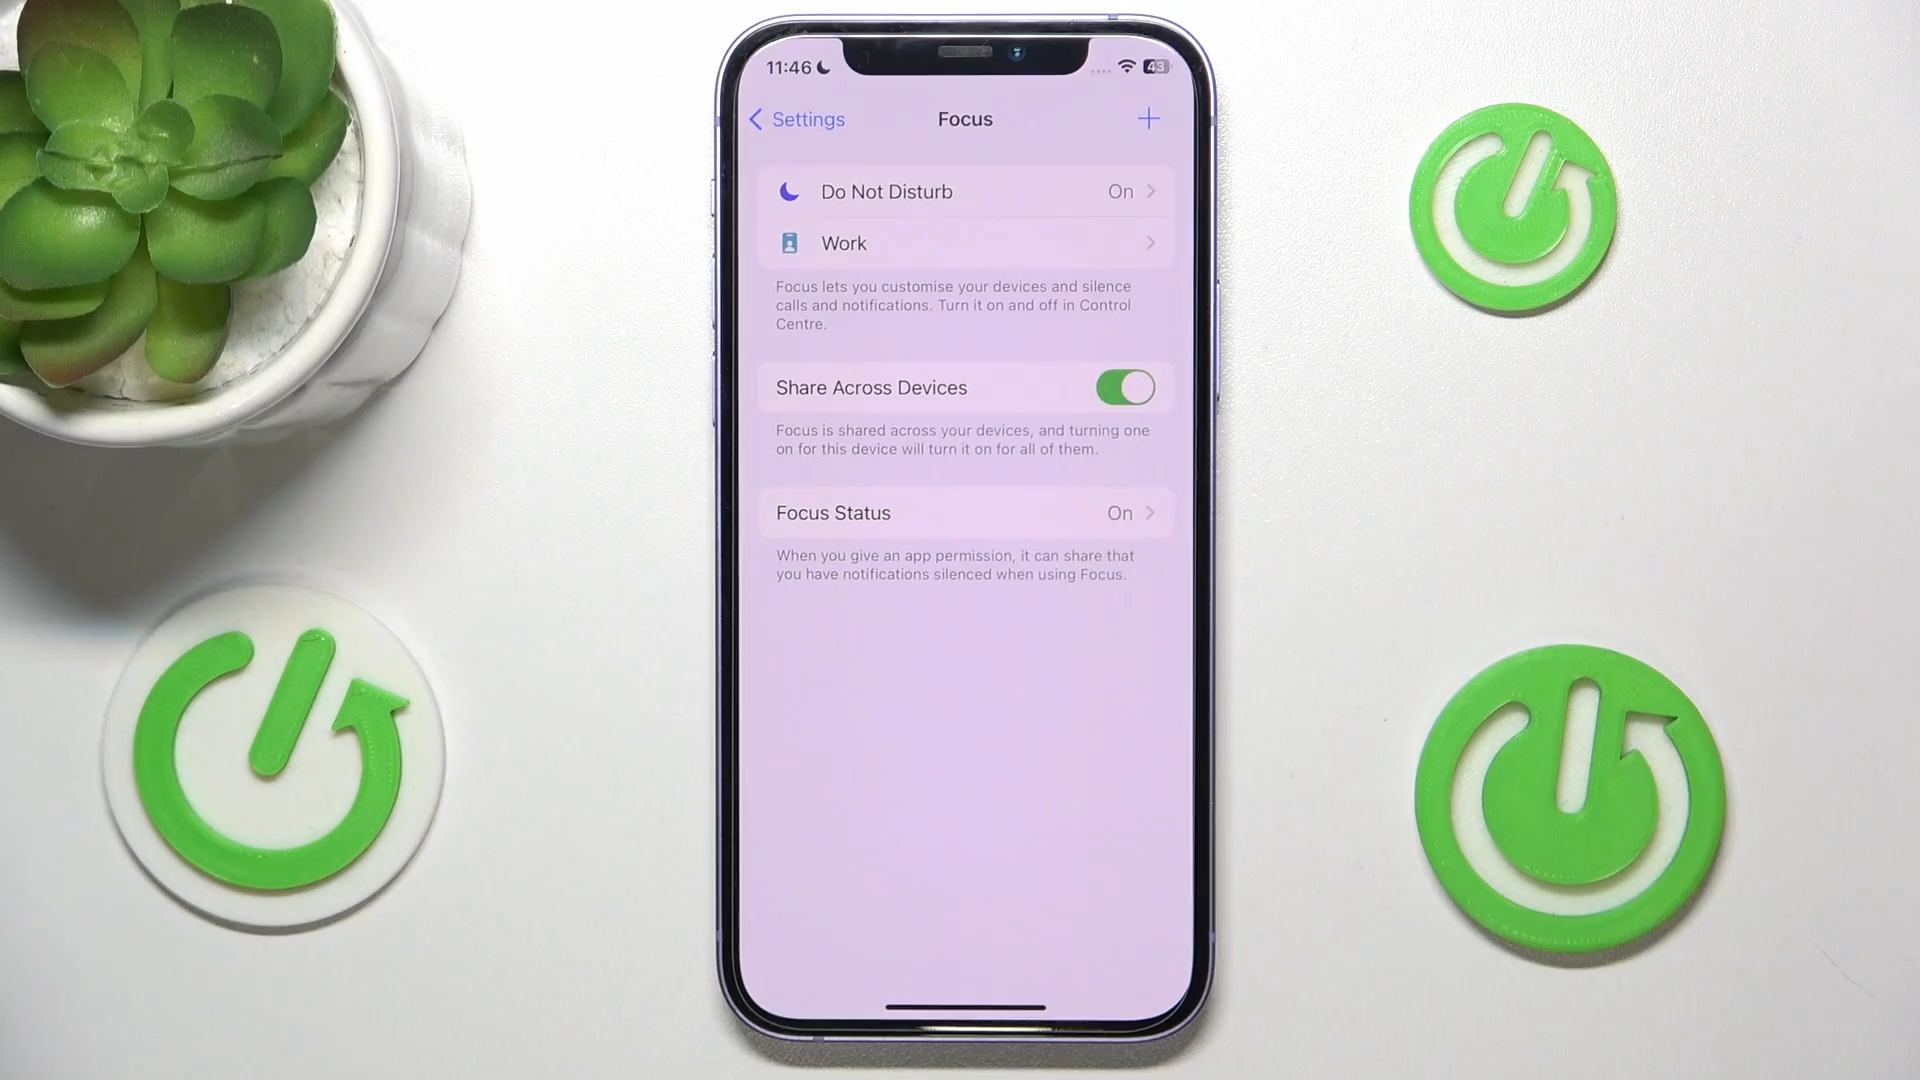 11:46
43
Settings
Focus
Do Not Disturb
On
Work
Focus lets you customise your devices and silence
calls and notifications. Turn it on and off in Control
Centre.
Share Across Devices
Focus is shared across your devices, and turning one
on for this device will turn it on for all of them.
Focus Status
On
When you give an app permission, it can share that
you have notifications silenced when using Focus.